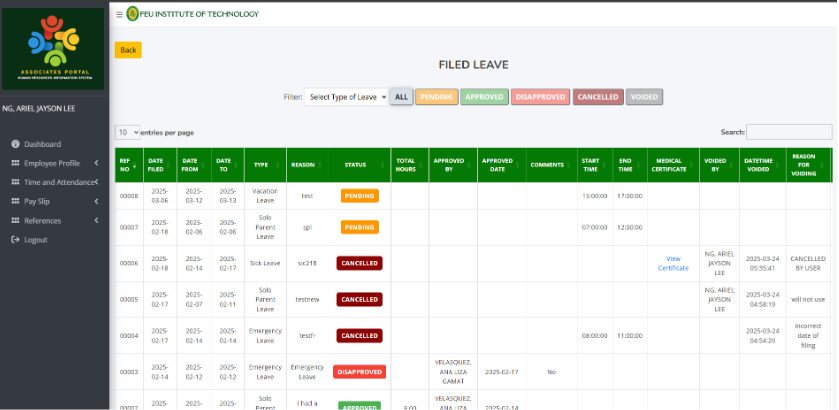 ASSOCIATES PORTAL
HUMAN RESOURCES INFORMATION SYSTEM
NG, ARIEL JAYSON LEE
Dashboard
Employee Profile
Time and Attendance
Pay Slip
References
Logout
FEU INSTITUTE OF TECHNOLOGY
Back
FILED LEAVE
Filter: Select Type of Leave ALL PENDING APPROVED DISAPPROVED CANCELLED VOIDED
10 entries per page Search:
REF NO DATE FILED DATE FROM DATE TO TYPE REASON STATUS TOTAL HOURS APPROVED BY APPROVED DATE COMMENTS START TIME END TIME MEDICAL CERTIFICATE VOIDED BY DATETIME VOIDED REASON FOR VOIDING
00008 2025-03-06 2025-03-12 2025-03-13 Vacation Leave test PENDING 13:00:00 17:00:00
00007 2025-02-18 2025-02-06 2025-02-06 Solo Parent Leave spl PENDING 07:00:00 12:00:00
00006 2025-02-18 2025-02-14 2025-02-17 Sick Leave sic218 CANCELLED View Certificate NG, ARIEL JAYSON LEE 2025-03-24 05:35:41 CANCELLED BY USER
00005 2025-02-17 2025-02-07 2025-02-11 Solo Parent Leave testnew CANCELLED NG, ARIEL JAYSON LEE 2025-03-24 04:58:19 will not use
00004 2025-02-17 2025-02-14 2025-02-14 Emergency Leave testfr CANCELLED 08:00:00 11:00:00 2025-03-24 04:54:20 incorrect date of filing
00003 2025-02-14 2025-02-12 2025-02-12 Emergency Leave Emergency Leave DISAPPROVED VELASQUEZ, ANA LIZA GAMAT 2025-02-17 No
2025- 2025- 2025- Solo Parent I had a APPROVED 8.00 VELASQUEZ, ANA LIZA 2025-02-14